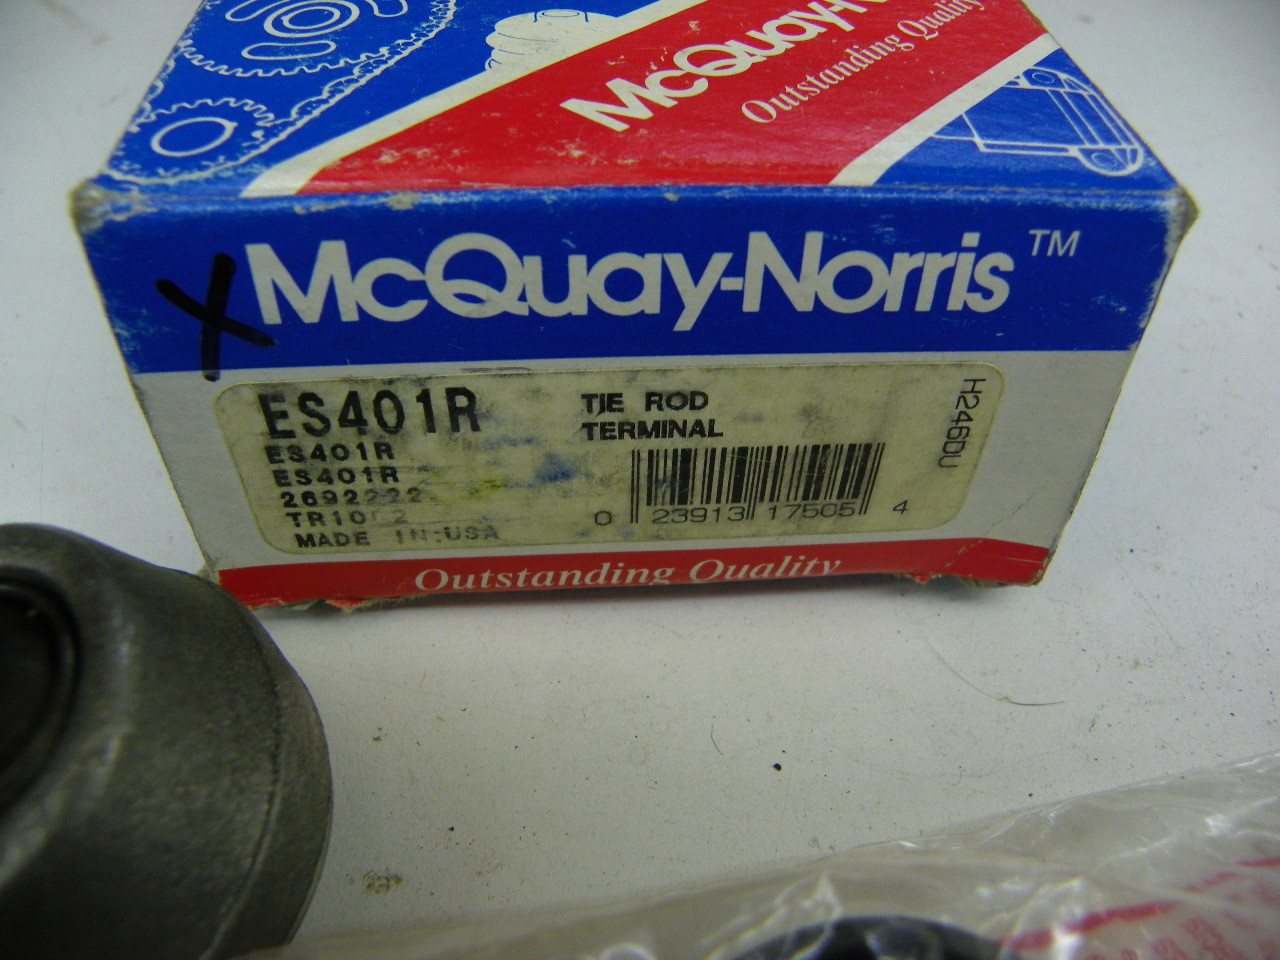 McQuay-N
Outstanding Quality
McQuay-Norris™
ES401R
ES401R
ES401R
2692222
MADE IN:USA
TIE ROD
TERMINAL
H246DU
0 23913 17505 4
Outstanding Quality